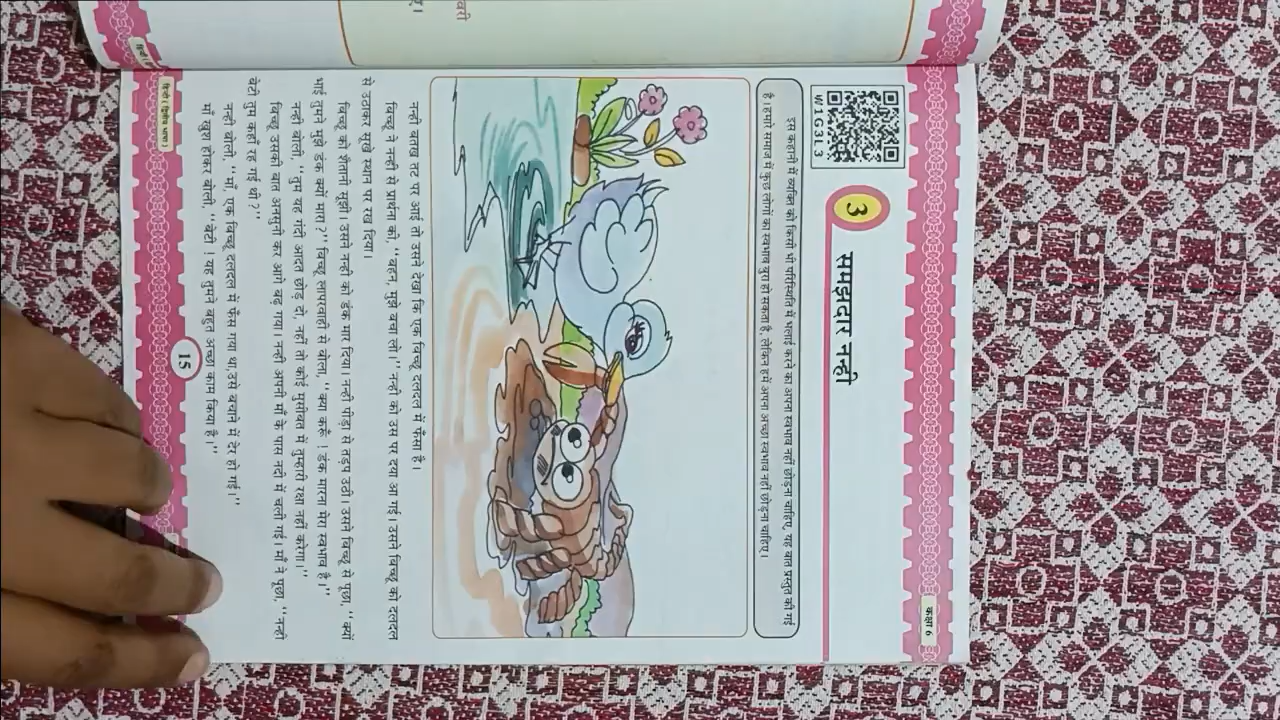 वरी
ए।
हिन्दी
कक्षा 6
W1G3L3
3
समझदार नन्ही
इस कहानी में व्यक्ति को किसी भी परिस्थिति में भलाई करने का अपना स्वभाव नहीं छोड़ना चाहिए, यह बात प्रस्तुत की गई
है। हमारे समाज में कुछ लोगों का स्वभाव बुरा हो सकता है, लेकिन हमें अपना अच्छा स्वभाव नहीं छोड़ना चाहिए।
नन्ही बतख तट पर आई तो उसने देखा कि एक बिच्छू दलदल में फँसा है।
बिच्छू ने नन्ही से प्रार्थना की, "बहन, मुझे बचा लो।" नन्ही को उस पर दया आ गई। उसने बिच्छू को दलदल
से उठाकर सूखे स्थान पर रख दिया।
बिच्छू को शैतानी सूझी। उसने नन्ही को डंक मार दिया। नन्ही पीड़ा से तड़प उठी। उसने बिच्छू से पूछा, "क्यों
भाई तुमने मुझे डंक क्यों मारा ?" बिच्छू लापरवाही से बोला, "क्या करूँ ! डंक मारना मेरा स्वभाव है।"
नन्ही बोली, "तुम यह गंदी आदत छोड़ दो, नहीं तो कोई मुसीबत में तुम्हारी रक्षा नहीं करेगा।"
बिच्छू उसकी बात अनसुनी कर आगे बढ़ गया। नन्ही अपनी माँ के पास नदी में चली गई। माँ ने पूछा, "नन्ही
बेटी तुम कहाँ रह गई थी ?"
नन्ही बोली, "माँ, एक बिच्छू दलदल में फँस गया था,उसे बचाने में देर हो गई।"
माँ खुश होकर बोली, "बेटी ! यह तुमने बहुत अच्छा काम किया है।"
हिन्दी ( द्वितीय भाषा )
15